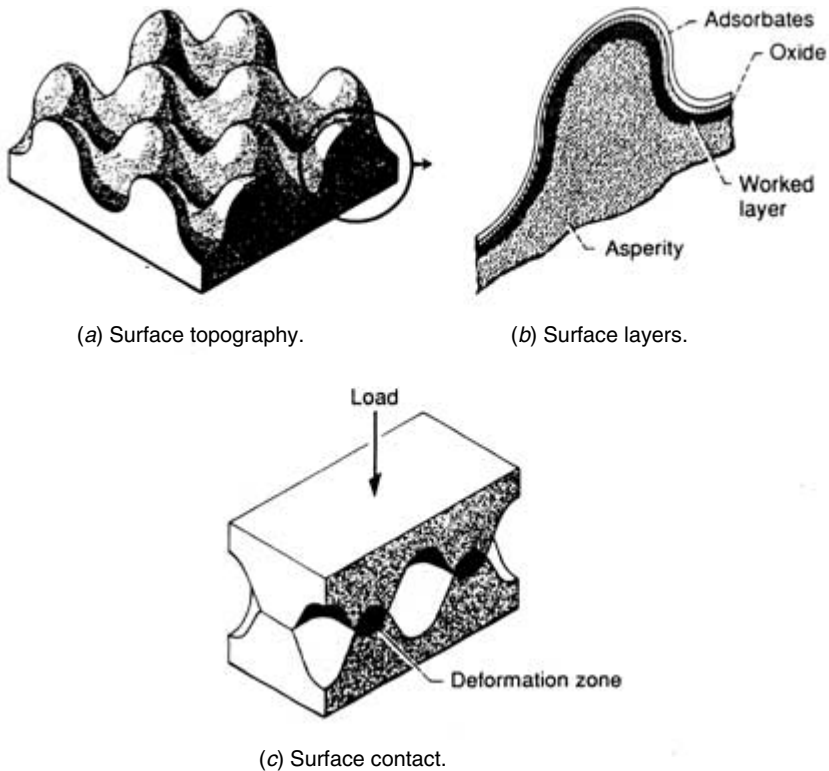 Adsorbates
Oxide
Worked
layer
Asperity
(a) Surface topography.
(b) Surface layers.
Load
Deformation zone
(c) Surface contact.